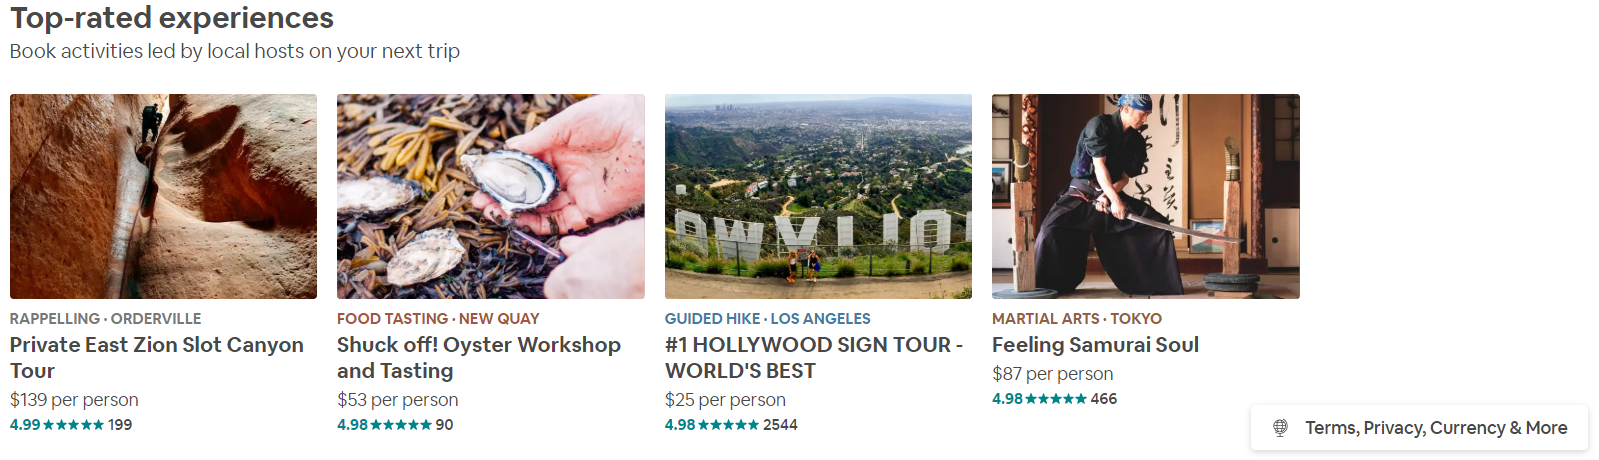 Top-rated experiences
Book activities led by local hosts on your next trip
RAPPELLING · ORDERVILLE
Private East Zion Slot Canyon
Tour
$139 per person
4.99 ★★★★★ 199
FOOD TASTING · NEW QUAY
Shuck off! Oyster Workshop
and Tasting
$53 per person
4.98 ★★★★★ 90
GUIDED HIKE · LOS ANGELES
#1 HOLLYWOOD SIGN TOUR -
WORLD'S BEST
$25 per person
4.98 ★★★★★ 2544
MARTIAL ARTS · TOKYO
Feeling Samurai Soul
$87 per person
4.98 ★★★★★ 466
Terms, Privacy, Currency & More